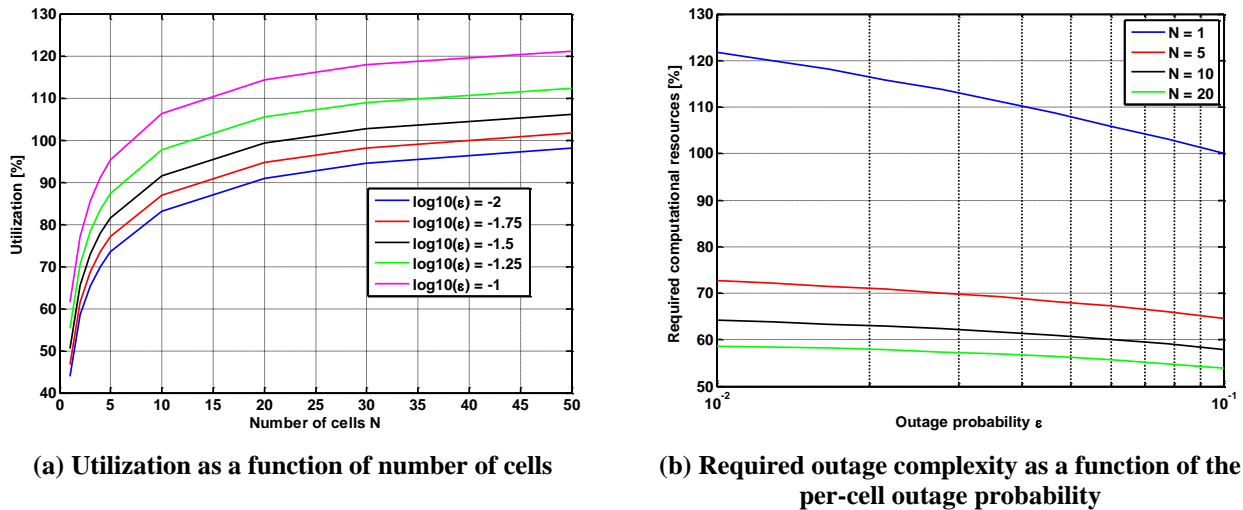 130
120
110
100
90
80
70
60
50
40
Utilization [%]
log10(ε) = -2
log10(ε) = -1.75
log10(ε) = -1.5
log10(ε) = -1.25
log10(ε) = -1
0 5 10 15 20 25 30 35 40 45 50
Number of cells N
(a) Utilization as a function of number of cells
130
120
110
100
90
80
70
60
50
Required computational resources [%]
N = 1
N = 5
N = 10
N = 20
10^-2 10^-1
Outage probability ε
(b) Required outage complexity as a function of the
per-cell outage probability